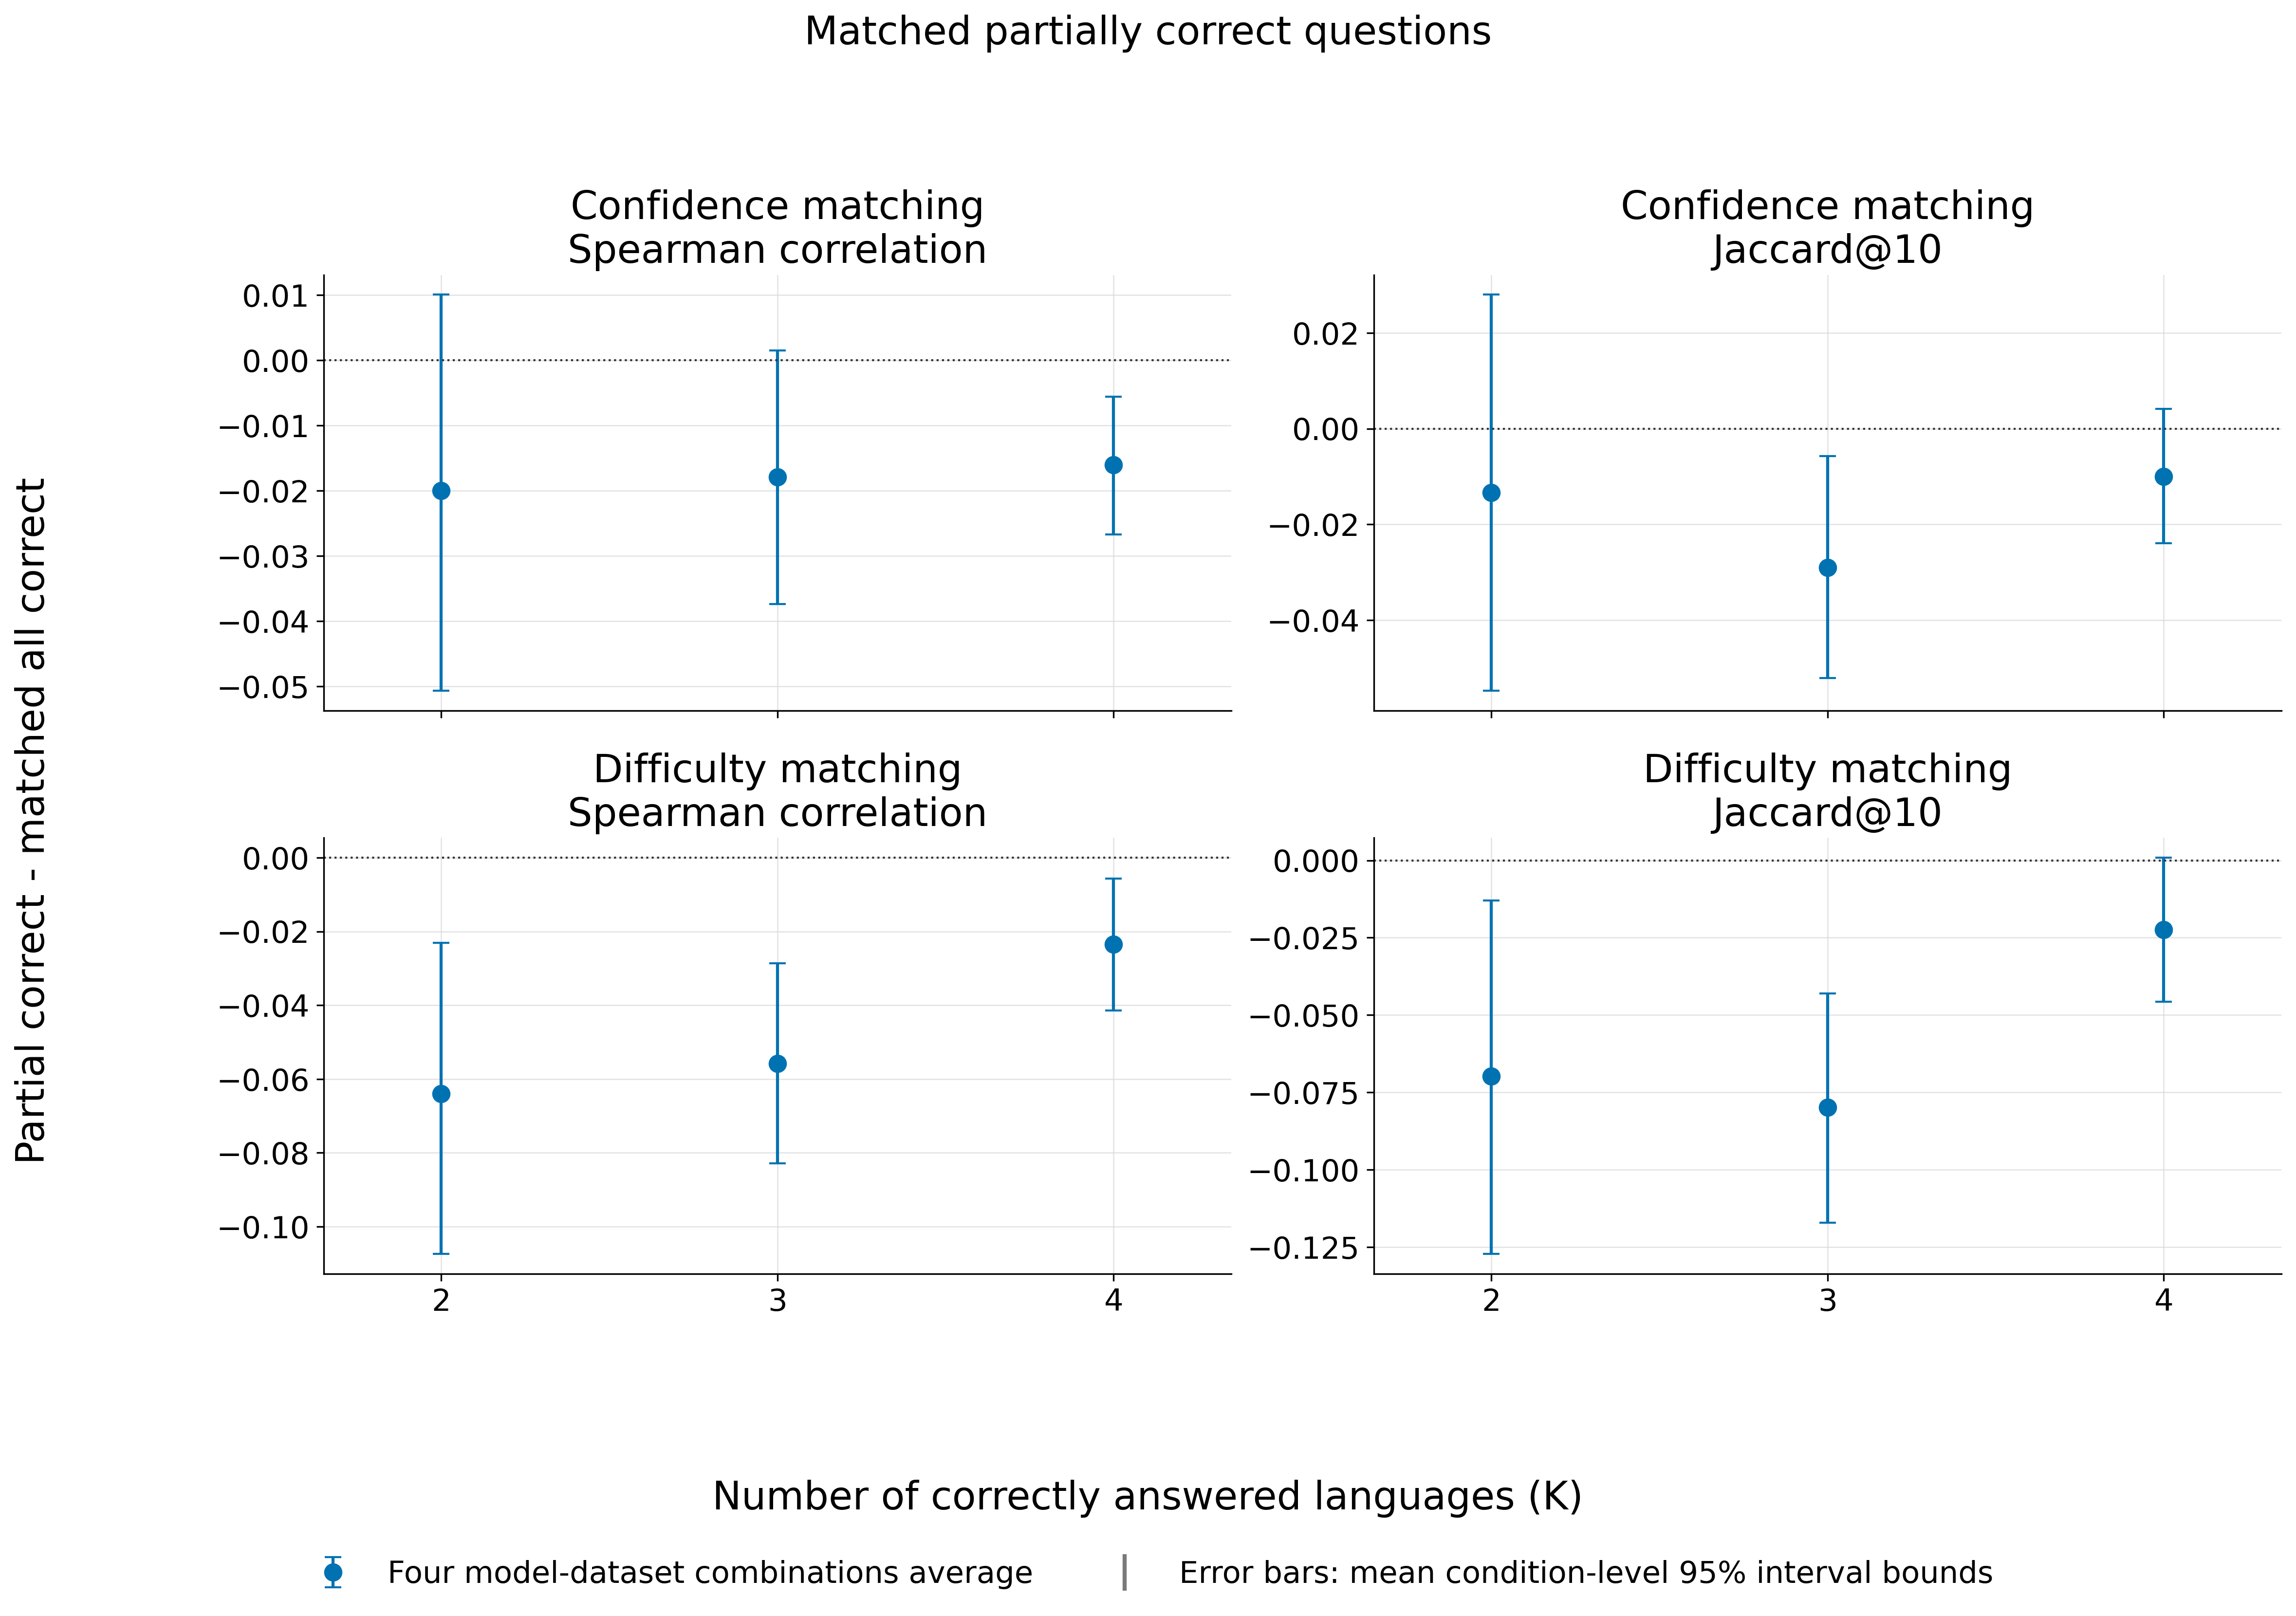 Matched partially correct questions
Confidence matching
Spearman correlation
0.01
0.00
−0.01
−0.02
−0.03
−0.04
−0.05
Confidence matching
Jaccard@10
0.02
0.00
−0.02
−0.04
Partial correct - matched all correct
Difficulty matching
Spearman correlation
0.00
−0.02
−0.04
−0.06
−0.08
−0.10
2
3
4
Difficulty matching
Jaccard@10
0.000
−0.025
−0.050
−0.075
−0.100
−0.125
2
3
4
Number of correctly answered languages (K)
Four model-dataset combinations average
Error bars: mean condition-level 95% interval bounds